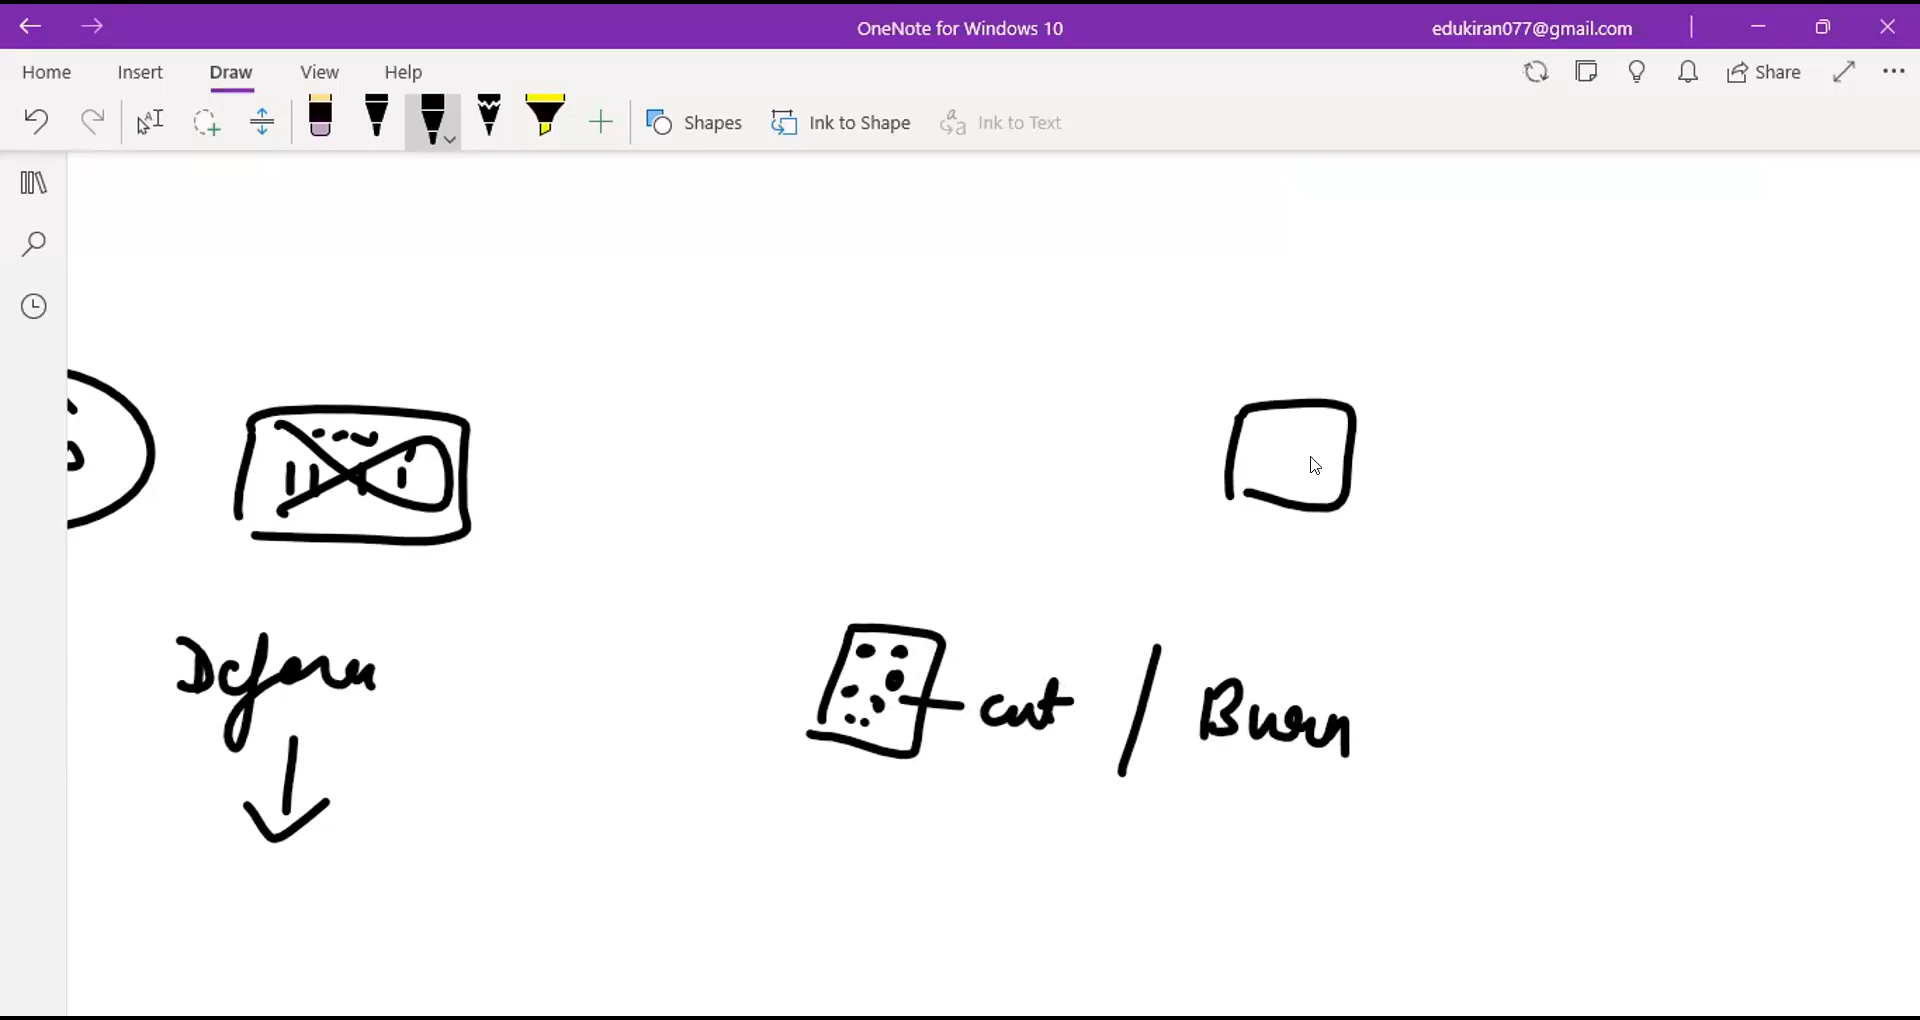 OneNote for Windows 10
edukiran077@gmail.com
Home Insert Draw View Help
Share
Shapes Ink to Shape Ink to Text
cut / Burn